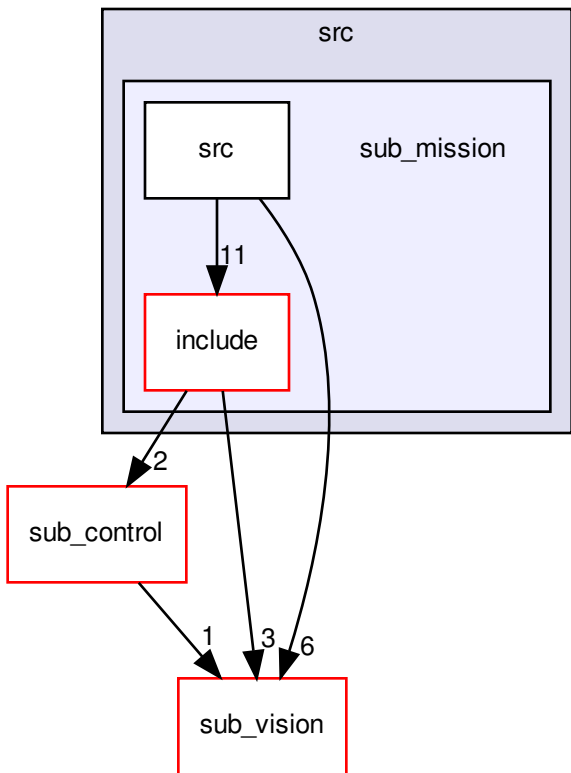 src
src
sub_mission
11
include
2
sub_control
1
3
6
sub_vision